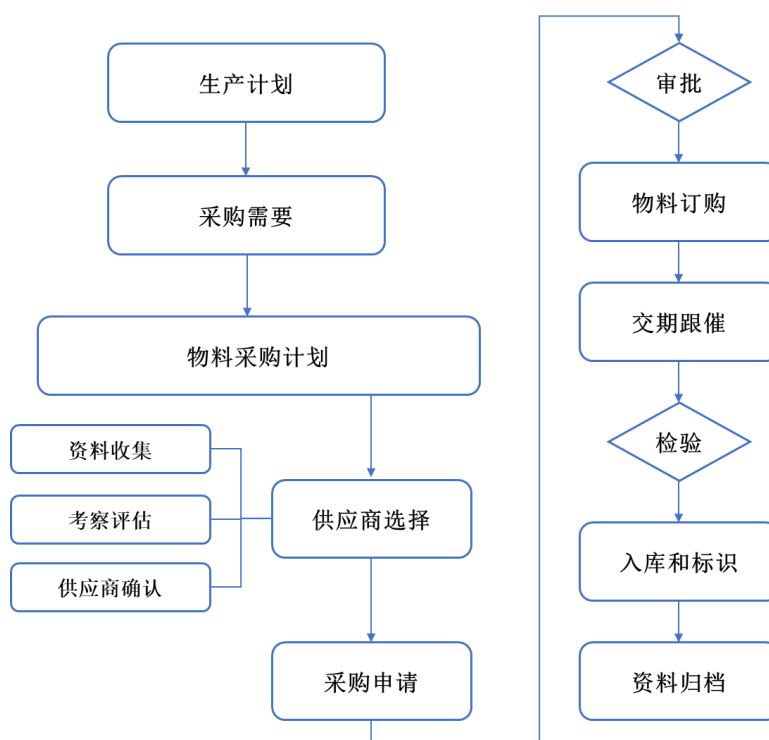 生产计划
采购需要
物料采购计划
资料收集
考察评估
供应商确认
供应商选择
采购申请
审批
物料订购
交期跟催
检验
入库和标识
资料归档